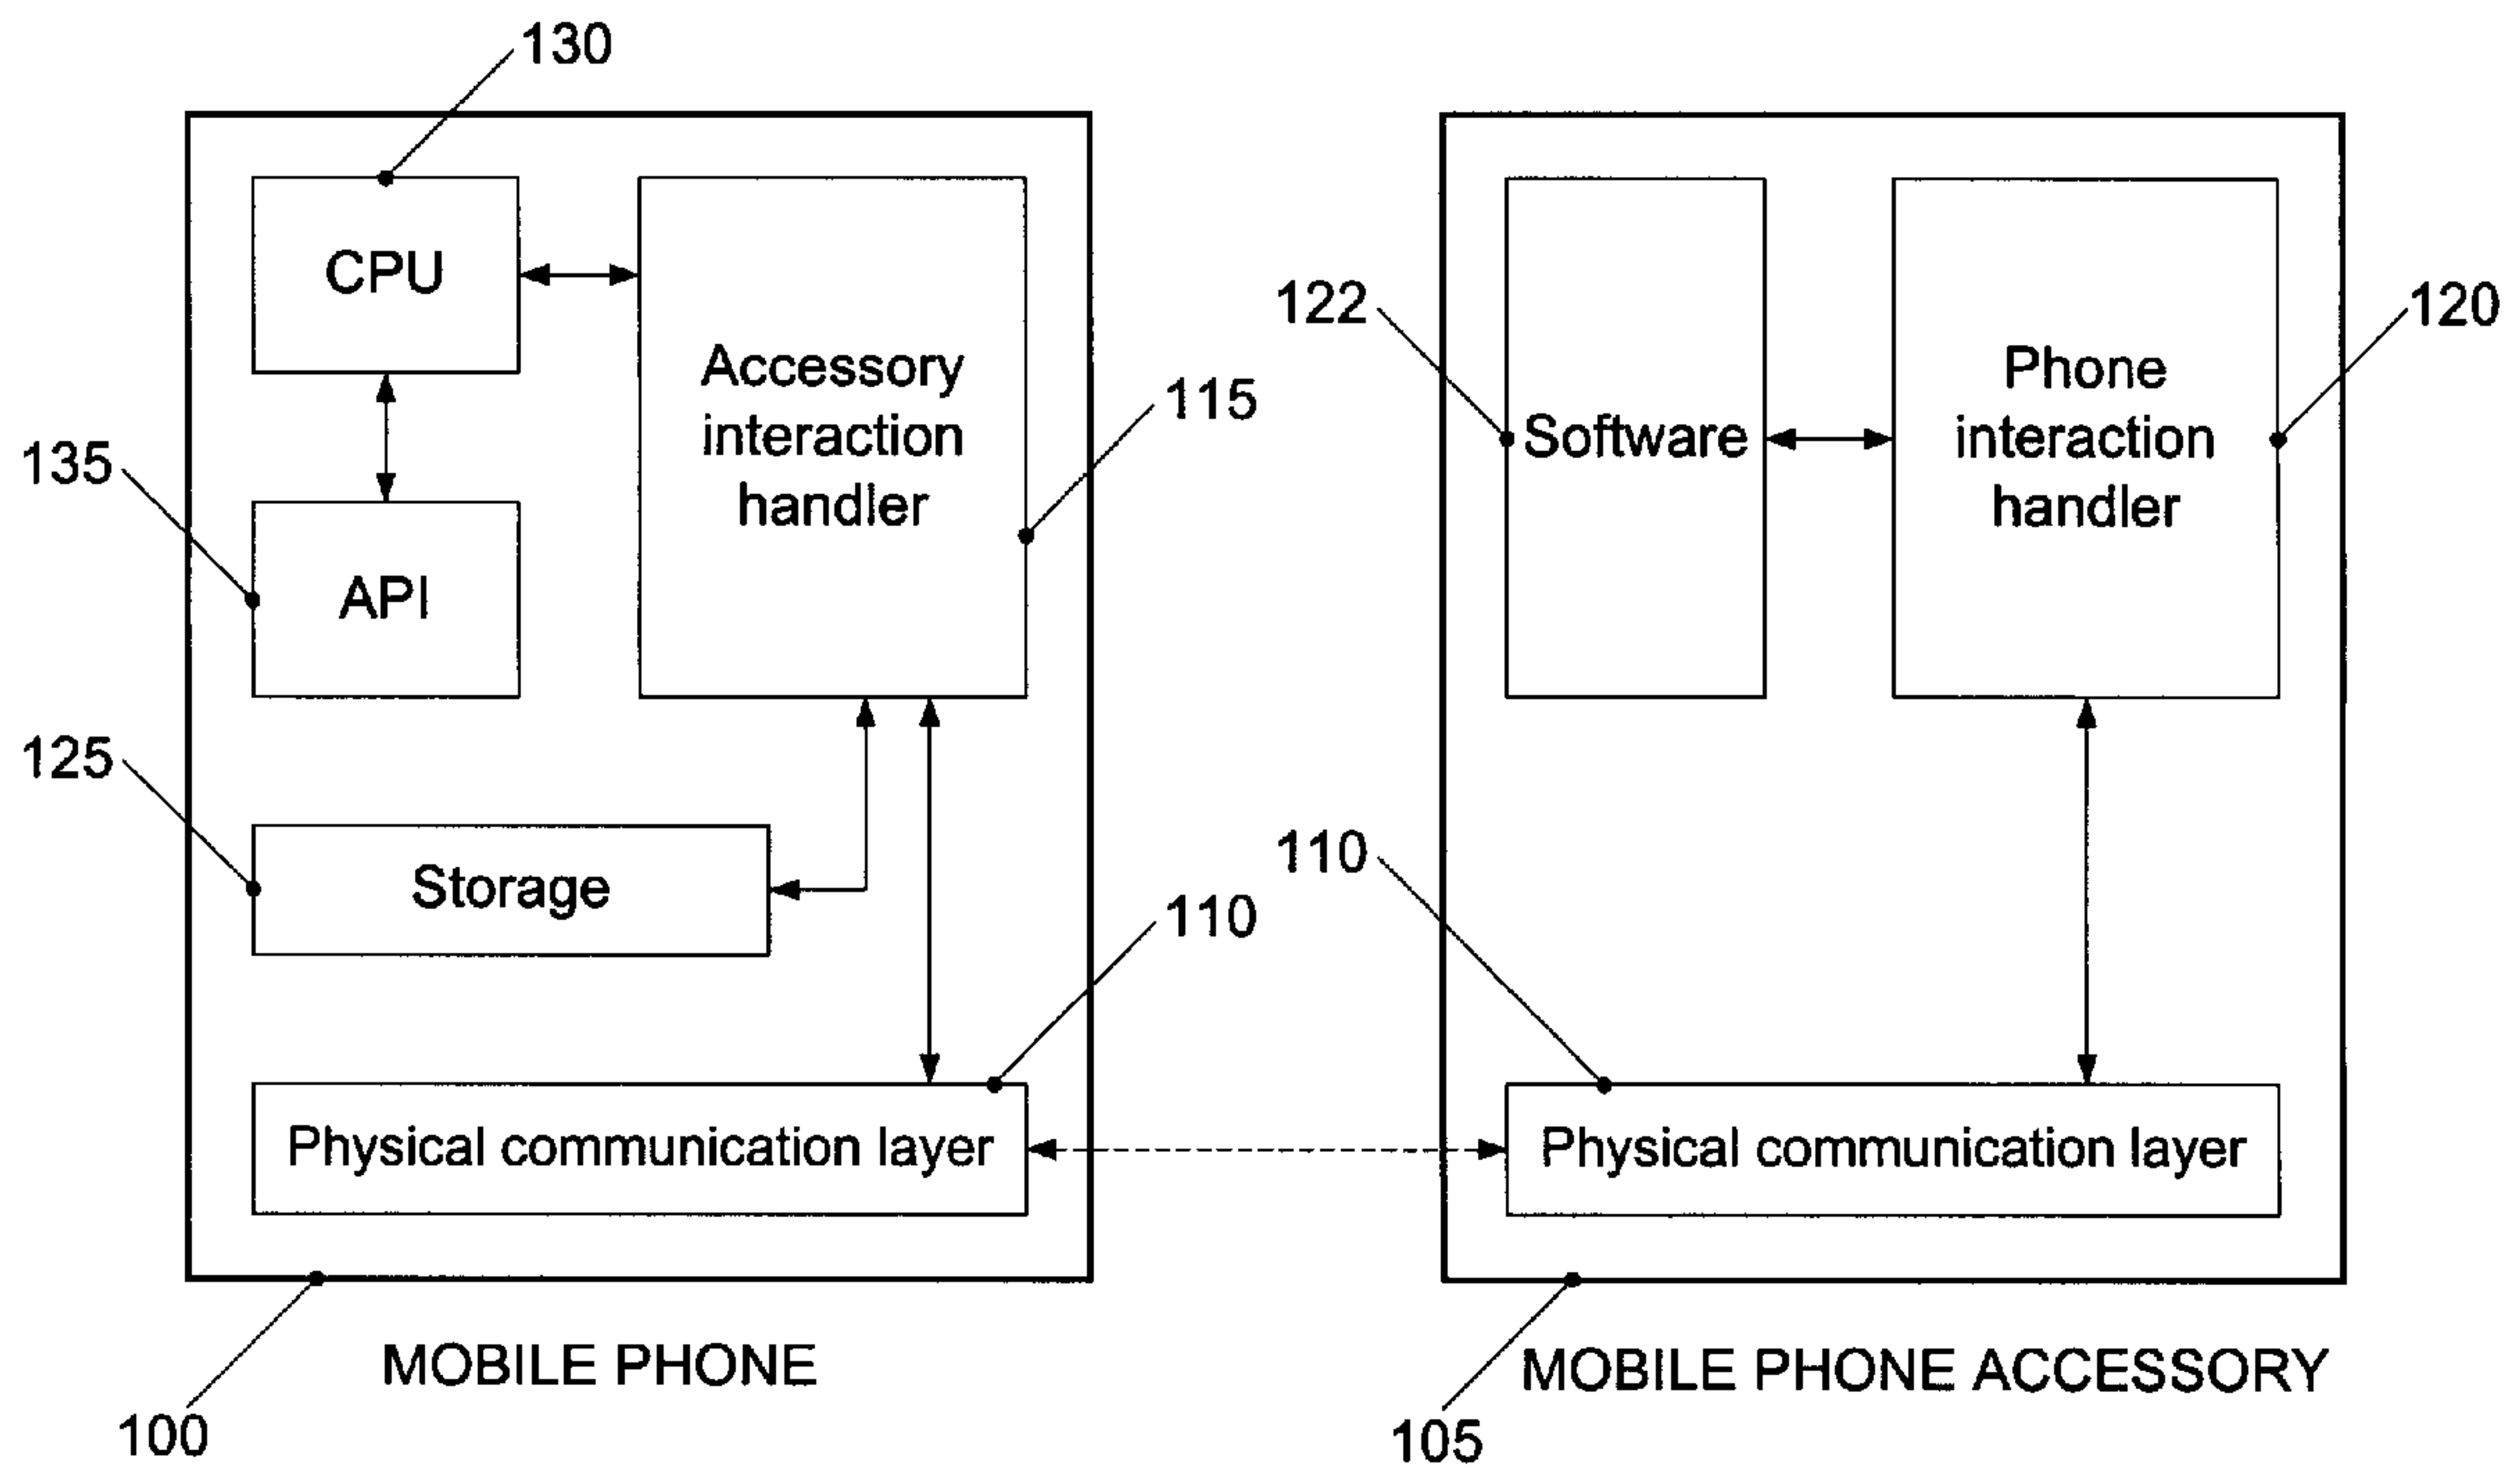 130
CPU
Accessory
interaction
handler
115
135
API
125
Storage
110
Physical communication layer
MOBILE PHONE
100
122
Software
Phone
interaction
handler
120
110
Physical communication layer
MOBILE PHONE ACCESSORY
105